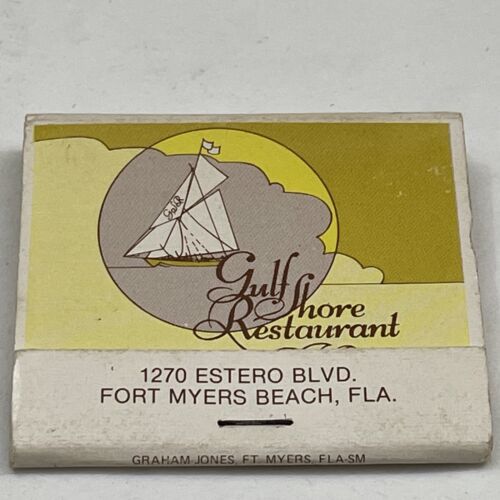 Gulf
Shore
Restaurant
1270 ESTERO BLVD.
FORT MYERS BEACH, FLA.
GRAHAM-JONES, FT. MYERS, FLA-SM